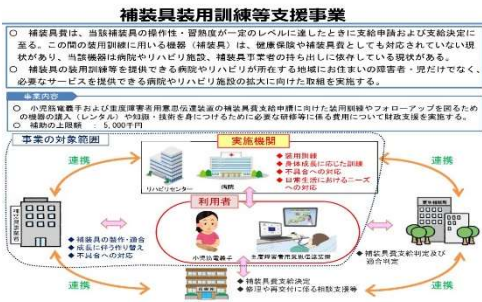 補装具装用訓練等支援事業
○ 補装具費は、当該補装具の操作性・習熟度が一定のレベルに達したときに支給申請および支給決定に
至る。この間の装用訓練に用いる機器（補装具）は、健康保険や補装具費としても対応されていない現
状があり、当該機器は病院やリハビリ施設、補装具事業者の持ち出しに依存している現状がある。
○ 補装具の装用訓練等を提供できる病院やリハビリが所在する地域にお住まいの障害者・児だけでなく、
必要なサービスを提供できる病院やリハビリ施設の拡大に向けた取組を実施する。
事業内容
○ 小児筋電義手および重度障害者用意思伝達装置の補装具費支給申請に向けた装用訓練やフォローアップを図るため
の機器の購入（レンタル）や知識・技術を身につけるために必要な研修等に係る費用について財政支援を実施する。
○ 補助の上限額 ： 5,000千円
事業の対象範囲
実施機関
連携
連携
リハビリセンター
病院
◆装用訓練
◆身体成長に応じた訓練
◆不具合への対応
◆日常生活におけるニーズ
への対応
利用者
◆補装具の製作・適合
◆成長に伴う作り替え
◆不具合への対応
小児筋電義手
重度障害者用意思伝達装置
◆補装具費支給判定及び
適合判定
◆補装具費支給決定
◆修理や再交付に係る相談支援等
連携
連携